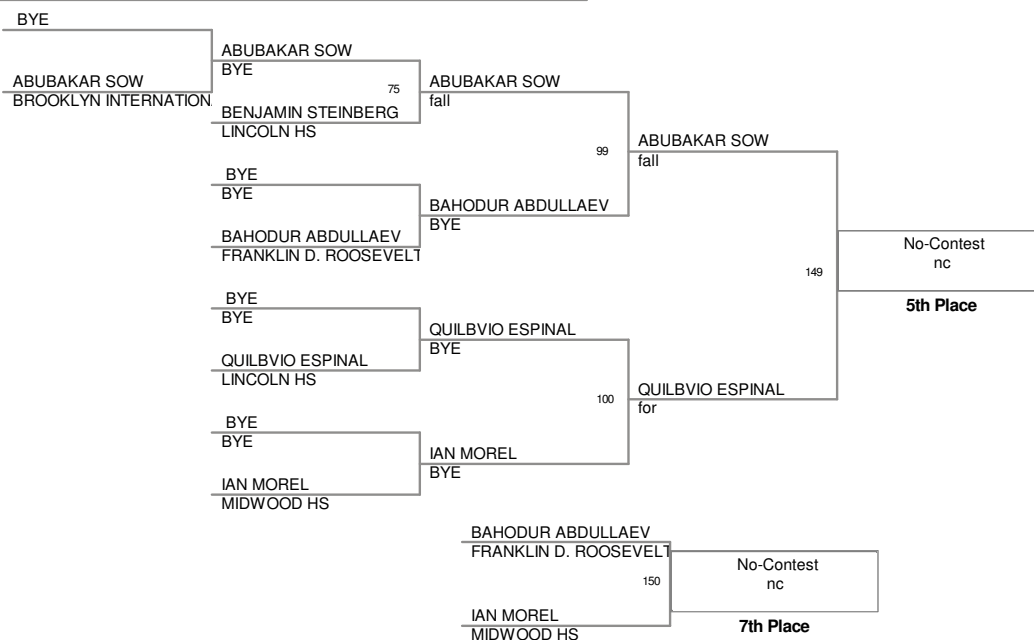 BYE
ABUBAKAR SOW
BROOKLYN INTERNATION
ABUBAKAR SOW
BYE
75
BENJAMIN STEINBERG
LINCOLN HS
ABUBAKAR SOW
fall
BYE
BYE
BAHODUR ABDULLAEV
FRANKLIN D. ROOSEVELT
BAHODUR ABDULLAEV
BYE
99
ABUBAKAR SOW
fall
BYE
BYE
QUILBVIO ESPINAL
LINCOLN HS
QUILBVIO ESPINAL
BYE
BYE
BYE
IAN MOREL
MIDWOOD HS
IAN MOREL
BYE
100
QUILBVIO ESPINAL
for
149
No-Contest
nc
5th Place
BAHODUR ABDULLAEV
FRANKLIN D. ROOSEVELT
150
IAN MOREL
MIDWOOD HS
No-Contest
nc
7th Place